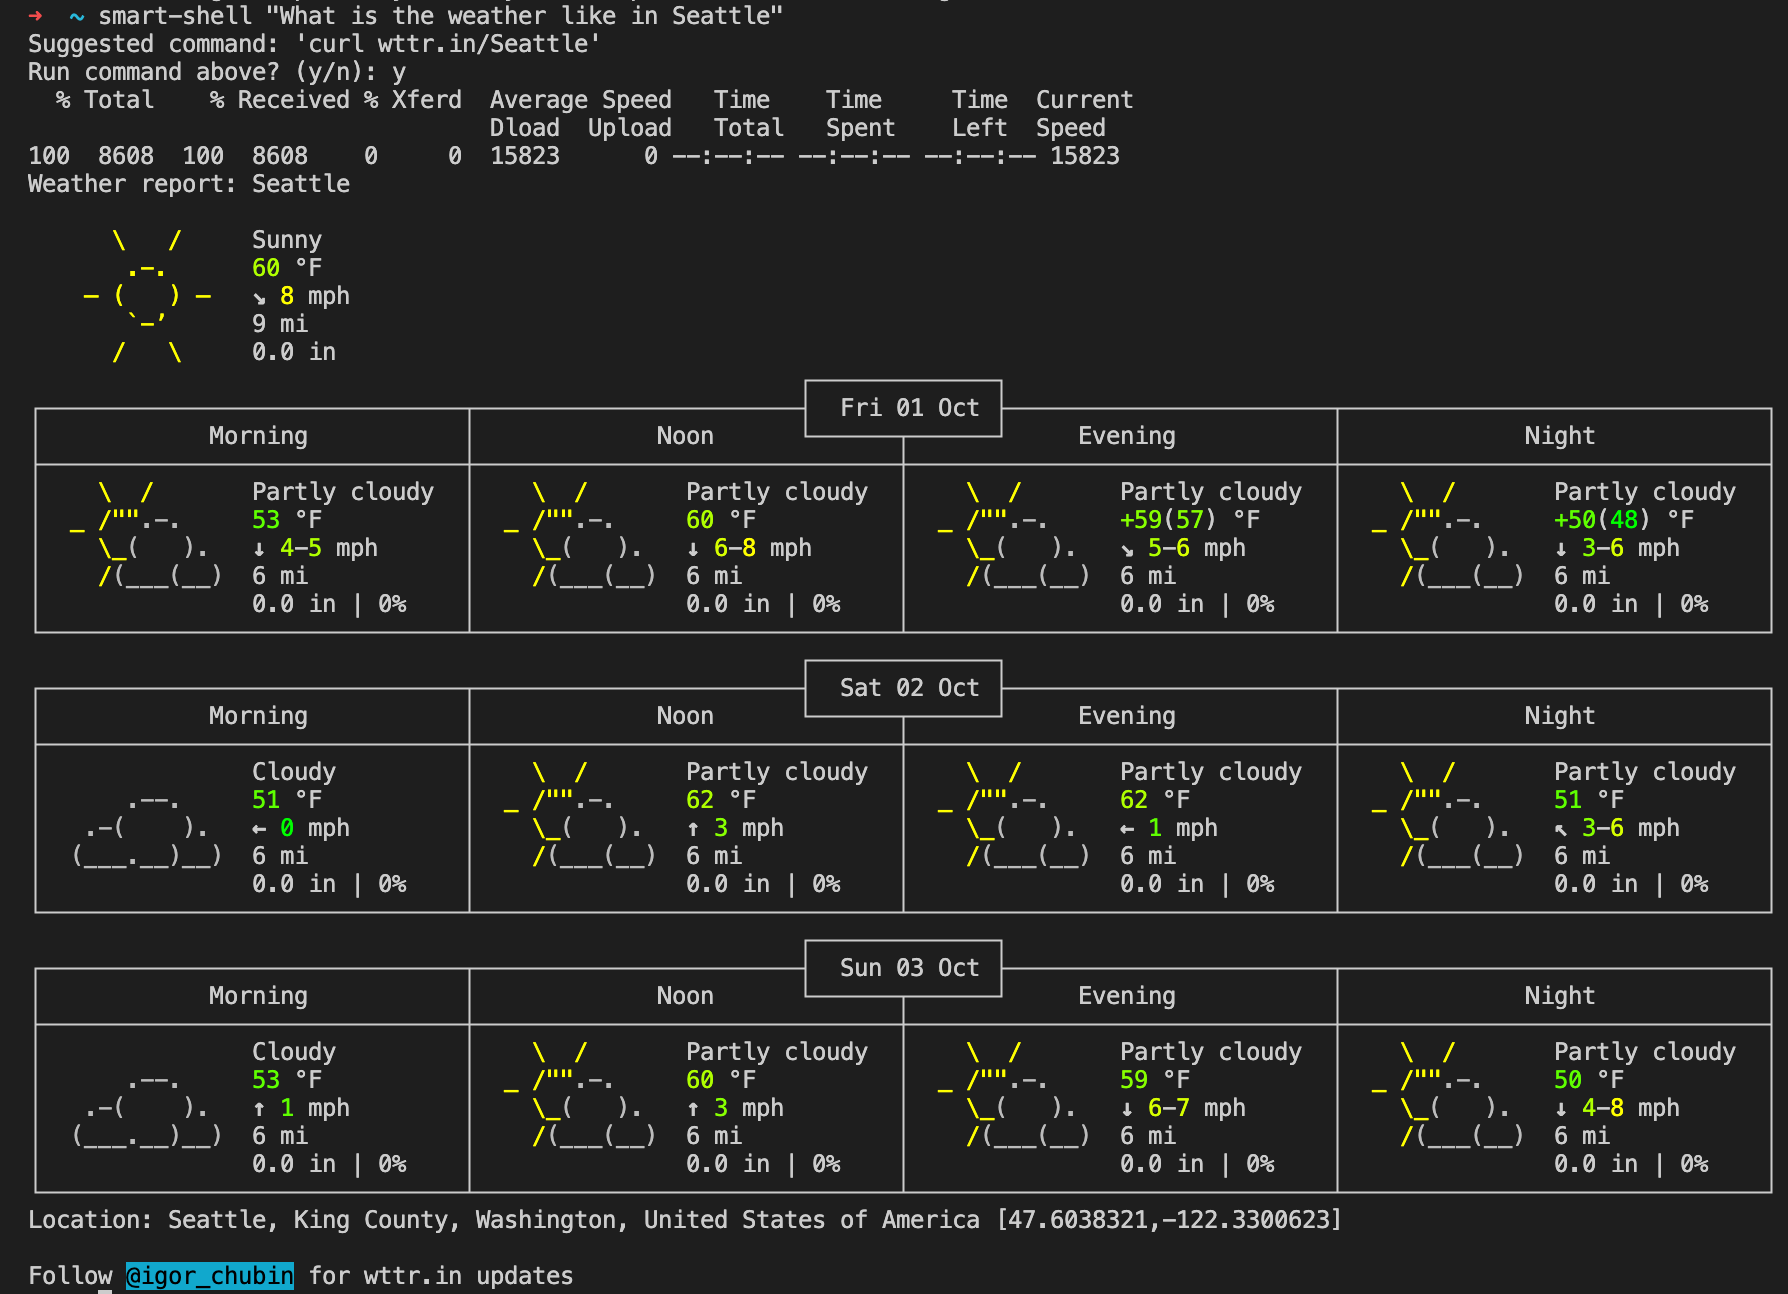 → ~ smart-shell "What is the weather like in Seattle"
Suggested command: 'curl wttr.in/Seattle'
Run command above? (y/n): y
  % Total    % Received % Xferd  Average Speed   Time    Time     Time  Current
                                 Dload  Upload   Total   Spent    Left  Speed
100  8608  100  8608    0     0  15823      0 --:--:-- --:--:-- --:--:-- 15823
Weather report: Seattle
Sunny
60 °F
↘ 8 mph
9 mi
0.0 in
Fri 01 Oct
Morning Noon Evening Night
Partly cloudy Partly cloudy Partly cloudy Partly cloudy
53 °F 60 °F +59(57) °F +50(48) °F
↓ 4-5 mph ↓ 6-8 mph ↘ 5-6 mph ↓ 3-6 mph
6 mi 6 mi 6 mi 6 mi
0.0 in | 0% 0.0 in | 0% 0.0 in | 0% 0.0 in | 0%
Sat 02 Oct
Morning Noon Evening Night
Cloudy Partly cloudy Partly cloudy Partly cloudy
51 °F 62 °F 62 °F 51 °F
← 0 mph ↑ 3 mph ← 1 mph ↖ 3-6 mph
6 mi 6 mi 6 mi 6 mi
0.0 in | 0% 0.0 in | 0% 0.0 in | 0% 0.0 in | 0%
Sun 03 Oct
Morning Noon Evening Night
Cloudy Partly cloudy Partly cloudy Partly cloudy
53 °F 60 °F 59 °F 50 °F
↑ 1 mph ↑ 3 mph ↓ 6-7 mph ↓ 4-8 mph
6 mi 6 mi 6 mi 6 mi
0.0 in | 0% 0.0 in | 0% 0.0 in | 0% 0.0 in | 0%
Location: Seattle, King County, Washington, United States of America [47.6038321,-122.3300623]
Follow @igor_chubin for wttr.in updates